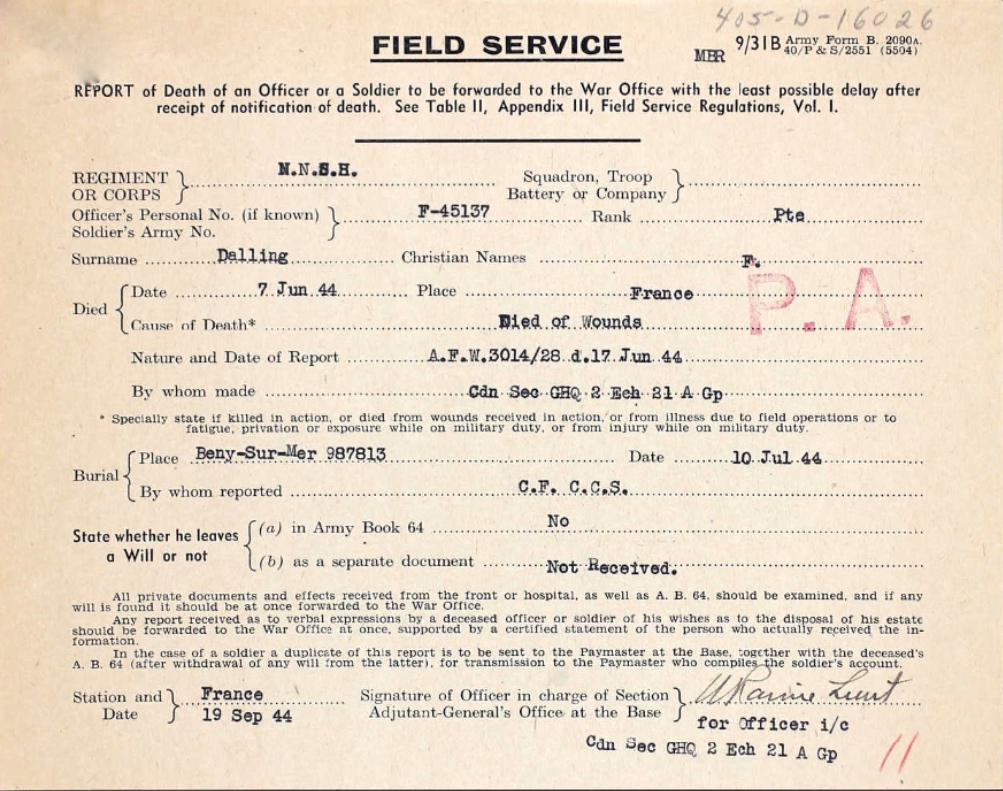 405-D-16026
FIELD SERVICE
MBR 9/31B Army Form B. 2090A.
40/P & S/2551 (5504)
REPORT of Death of an Officer or a Soldier to be forwarded to the War Office with the least possible delay after
receipt of notification of death. See Table II, Appendix III, Field Service Regulations, Vol. I.
REGIMENT OR CORPS } N.N.S.H. Squadron, Troop Battery or Company }
Officer's Personal No. (if known) Soldier's Army No. } F-45137 Rank Pte
Surname Dalling Christian Names F.
Died { Date 7 Jun 44 Place France
Cause of Death* Died of Wounds
P. A.
Nature and Date of Report A.F.W.3014/28 d.17 Jun 44
By whom made Cdn Sec GHQ 2 Ech 21 A Gp
* Specially state if killed in action, or died from wounds received in action, or from illness due to field operations or to
fatigue, privation or exposure while on military duty, or from injury while on military duty.
Burial { Place Beny-Sur-Mer 987813 Date 10 Jul 44
By whom reported C.F. C.C.S.
State whether he leaves a Will or not { (a) in Army Book 64 No
(b) as a separate document Not Received.
All private documents and effects received from the front or hospital, as well as A. B. 64, should be examined, and if any
will is found it should be at once forwarded to the War Office.
Any report received as to verbal expressions by a deceased officer or soldier of his wishes as to the disposal of his estate
should be forwarded to the War Office at once, supported by a certified statement of the person who actually received the in-
formation.
In the case of a soldier a duplicate of this report is to be sent to the Paymaster at the Base, together with the deceased's
A. B. 64 (after withdrawal of any will from the latter), for transmission to the Paymaster who compiles the soldier's account.
Station and Date } France
19 Sep 44
Signature of Officer in charge of Section
Adjutant-General's Office at the Base }
for Officer i/c
Cdn Sec GHQ 2 Ech 21 A Gp
11